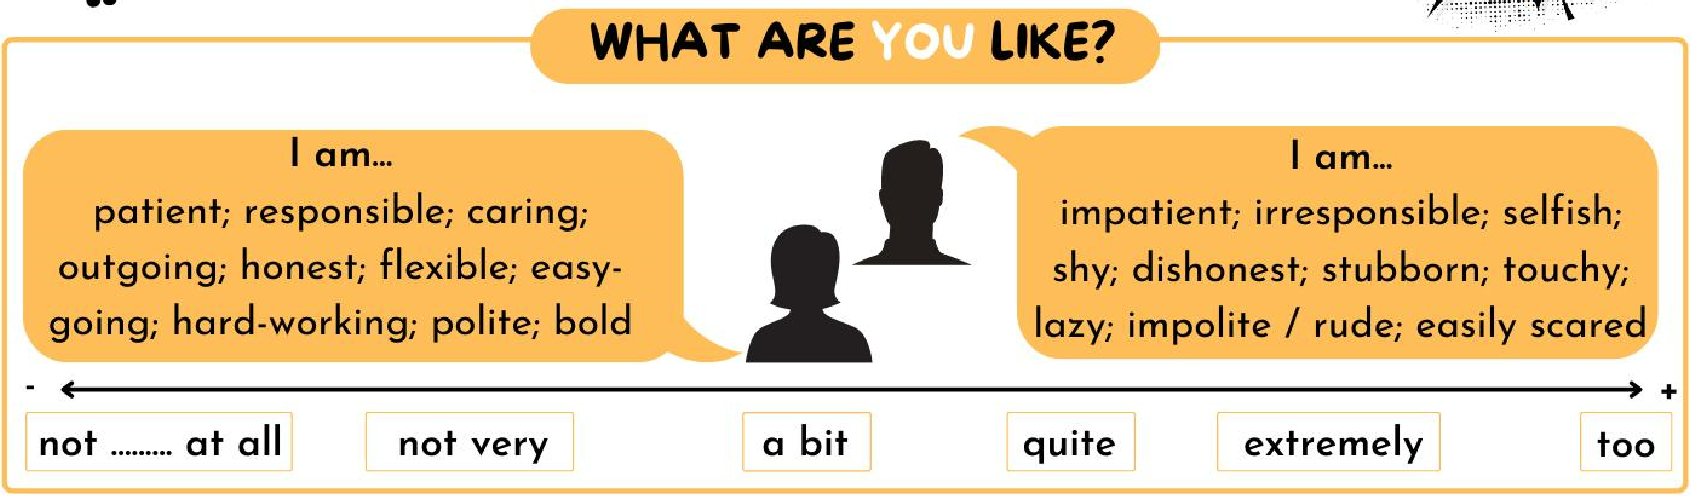 WHAT ARE YOU LIKE?
I am...
patient; responsible; caring;
outgoing; honest; flexible; easy-
going; hard-working; polite; bold
I am...
impatient; irresponsible; selfish;
shy; dishonest; stubborn; touchy;
lazy; impolite / rude; easily scared
- +
not ......... at all
not very
a bit
quite
extremely
too